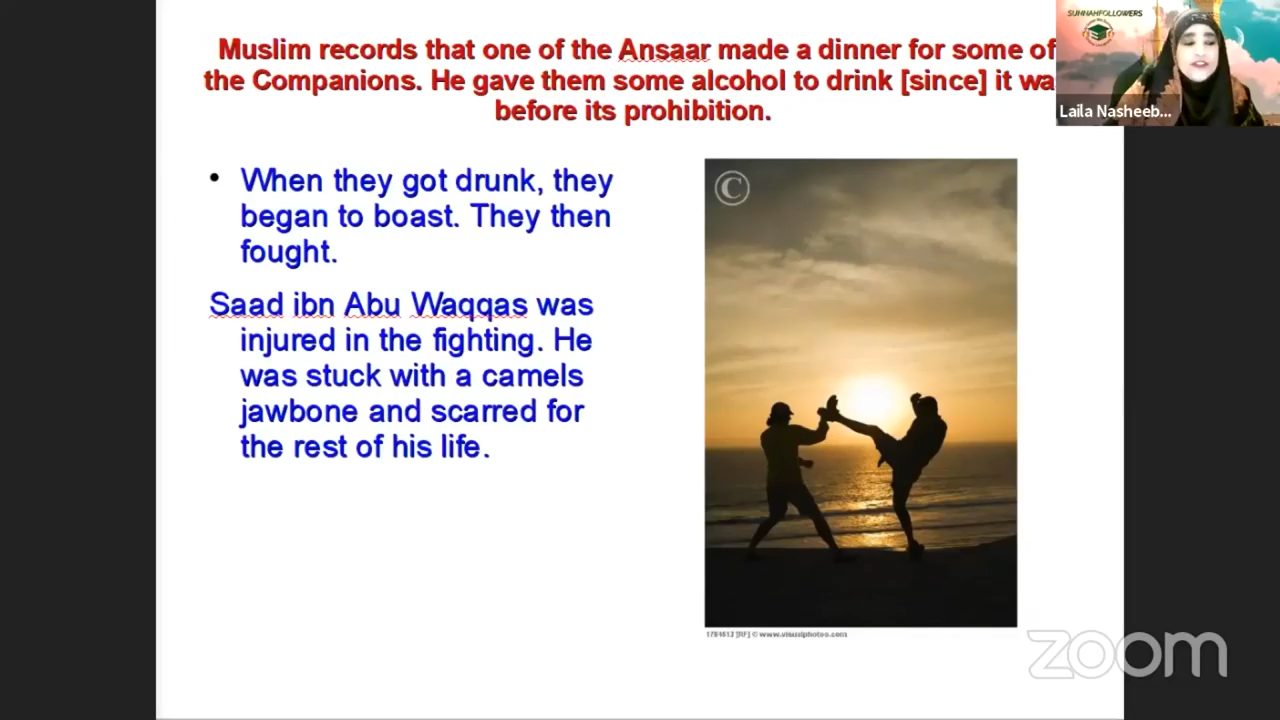 Muslim records that one of the Ansaar made a dinner for some of
the Companions. He gave them some alcohol to drink [since] it wa
before its prohibition.
SUNNAHFOLLOWERS
Laila Nasheeb...
• When they got drunk, they
began to boast. They then
fought.
Saad ibn Abu Waqqas was
injured in the fighting. He
was stuck with a camels
jawbone and scarred for
the rest of his life.
©
zoom